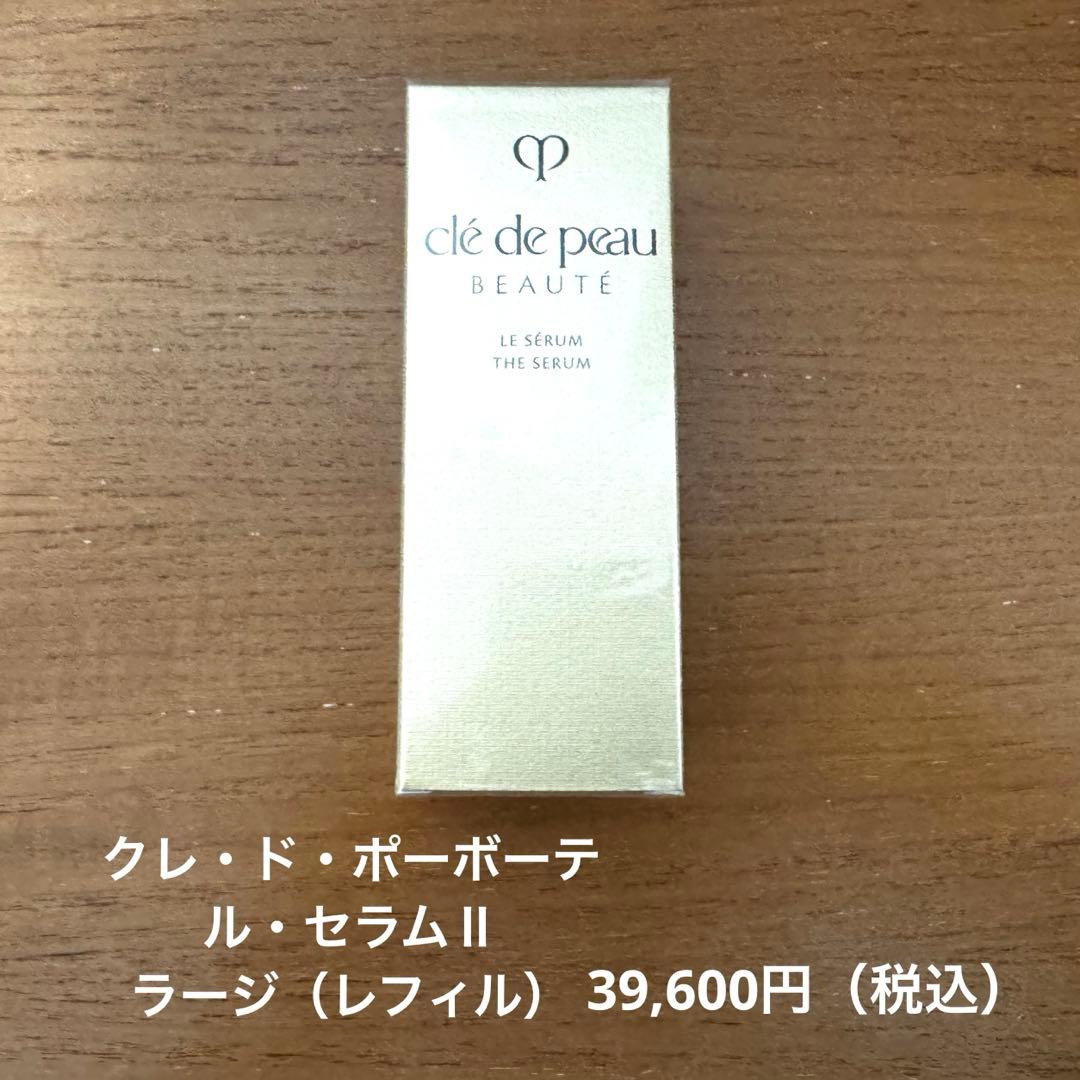 clé de peau
BEAUTÉ
LE SÉRUM
THE SERUM
クレ・ド・ポーボーテ
ル・セラムⅡ
ラージ（レフィル） 39,600円（税込）